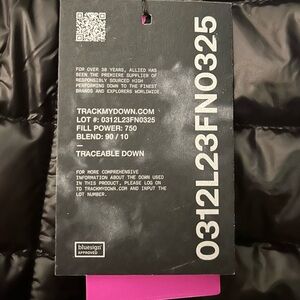 FOR OVER 30 YEARS, ALLIED HAS
BEEN THE PREMIERE SUPPLIER OF
RESPONSIBLY SOURCED HIGH
PERFORMING DOWN TO THE FINEST
BRANDS AND EXPLORERS WORLDWIDE.
TRACKMYDOWN.COM
LOT #: 0312L23FN0325
FILL POWER: 750
BLEND: 90 / 10
—
TRACEABLE DOWN
FOR MORE COMPREHENSIVE
INFORMATION ABOUT THE DOWN USED
IN THIS PRODUCT, PLEASE LOG ON
TO TRACKMYDOWN.COM AND INPUT THE
LOT NUMBER.
bluesign
APPROVED
0312L23FN0325